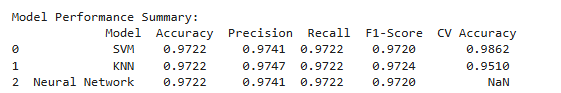 Model Performance Summary:
Model Accuracy Precision Recall F1-Score CV Accuracy
0 SVM 0.9722 0.9741 0.9722 0.9720 0.9862
1 KNN 0.9722 0.9747 0.9722 0.9724 0.9510
2 Neural Network 0.9722 0.9741 0.9722 0.9720 NaN